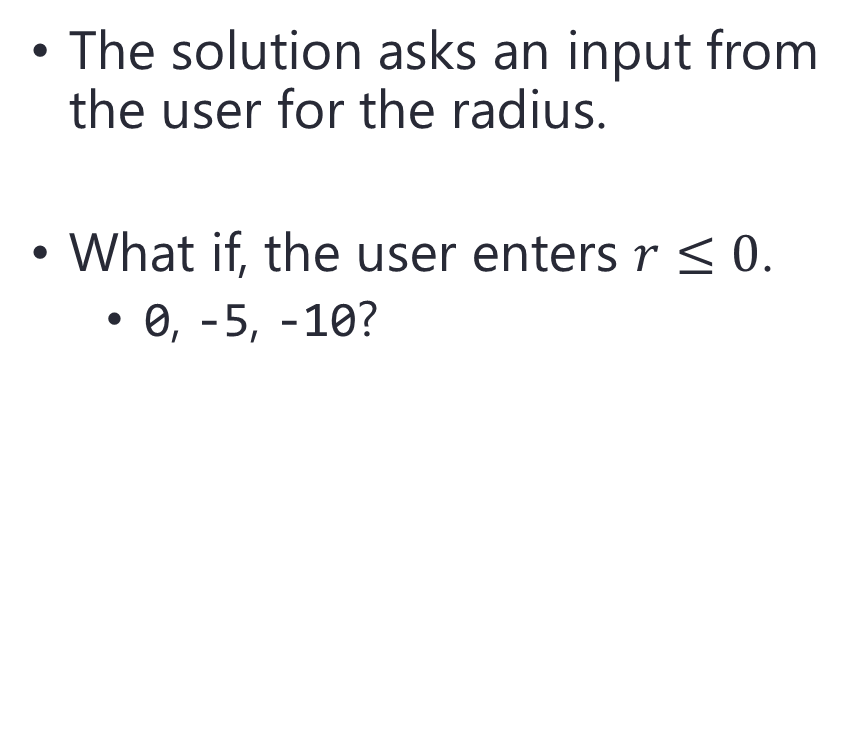 • The solution asks an input from
the user for the radius.
• What if, the user enters r ≤ 0.
• 0, -5, -10?